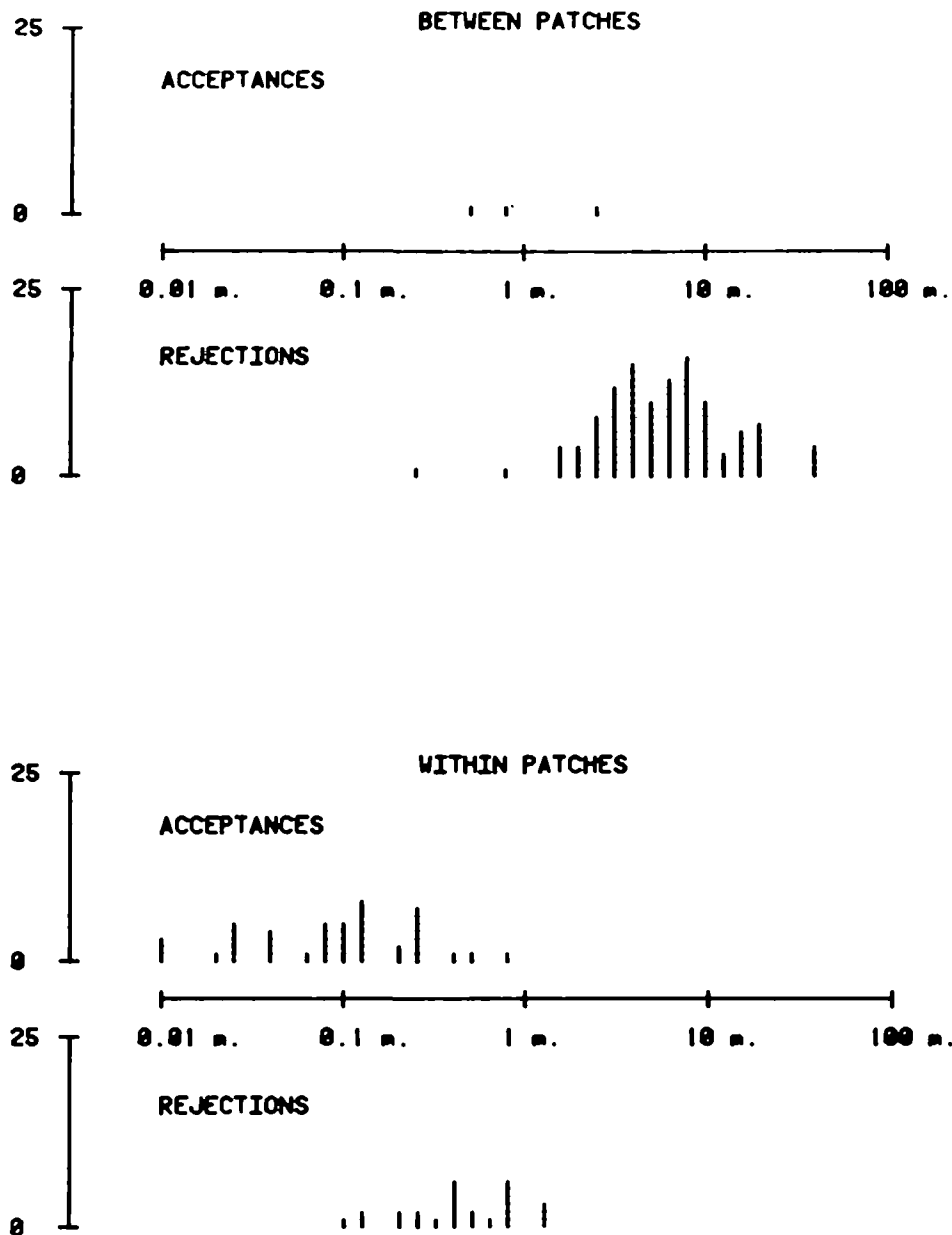 BETWEEN PATCHES
25
ACCEPTANCES
0
0.01 m. 0.1 m. 1 m. 10 m. 100 m.
25
REJECTIONS
0
WITHIN PATCHES
25
ACCEPTANCES
0
0.01 m. 0.1 m. 1 m. 10 m. 100 m.
25
REJECTIONS
0